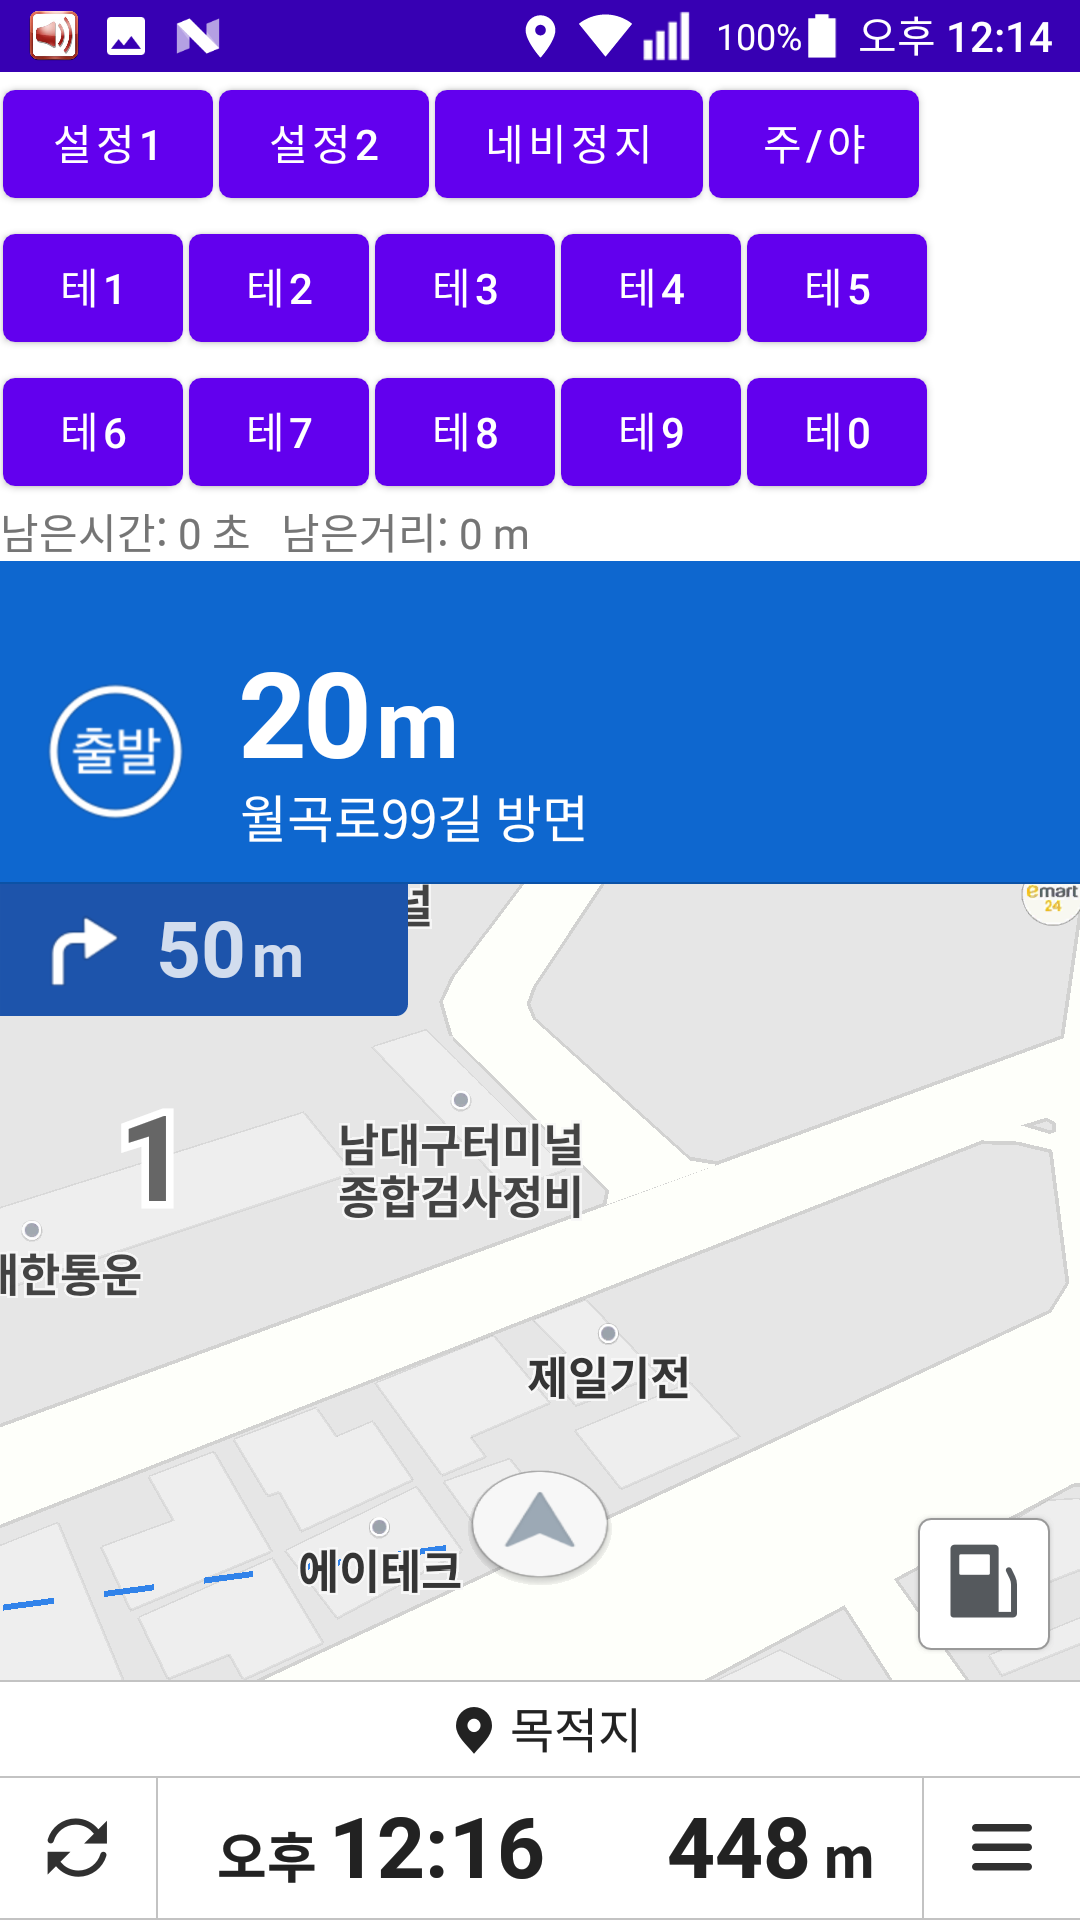 100% 오후 12:14
설정1 설정2 네비정지 주/야
테1 테2 테3 테4 테5
테6 테7 테8 테9 테0
남은시간: 0 초 남은거리: 0 m
20m
출발
월곡로99길 방면
emart
24
널
50m
1
남대구터미널
종합검사정비
대한통운
제일기전
에이테크
목적지
오후 12:16 448 m